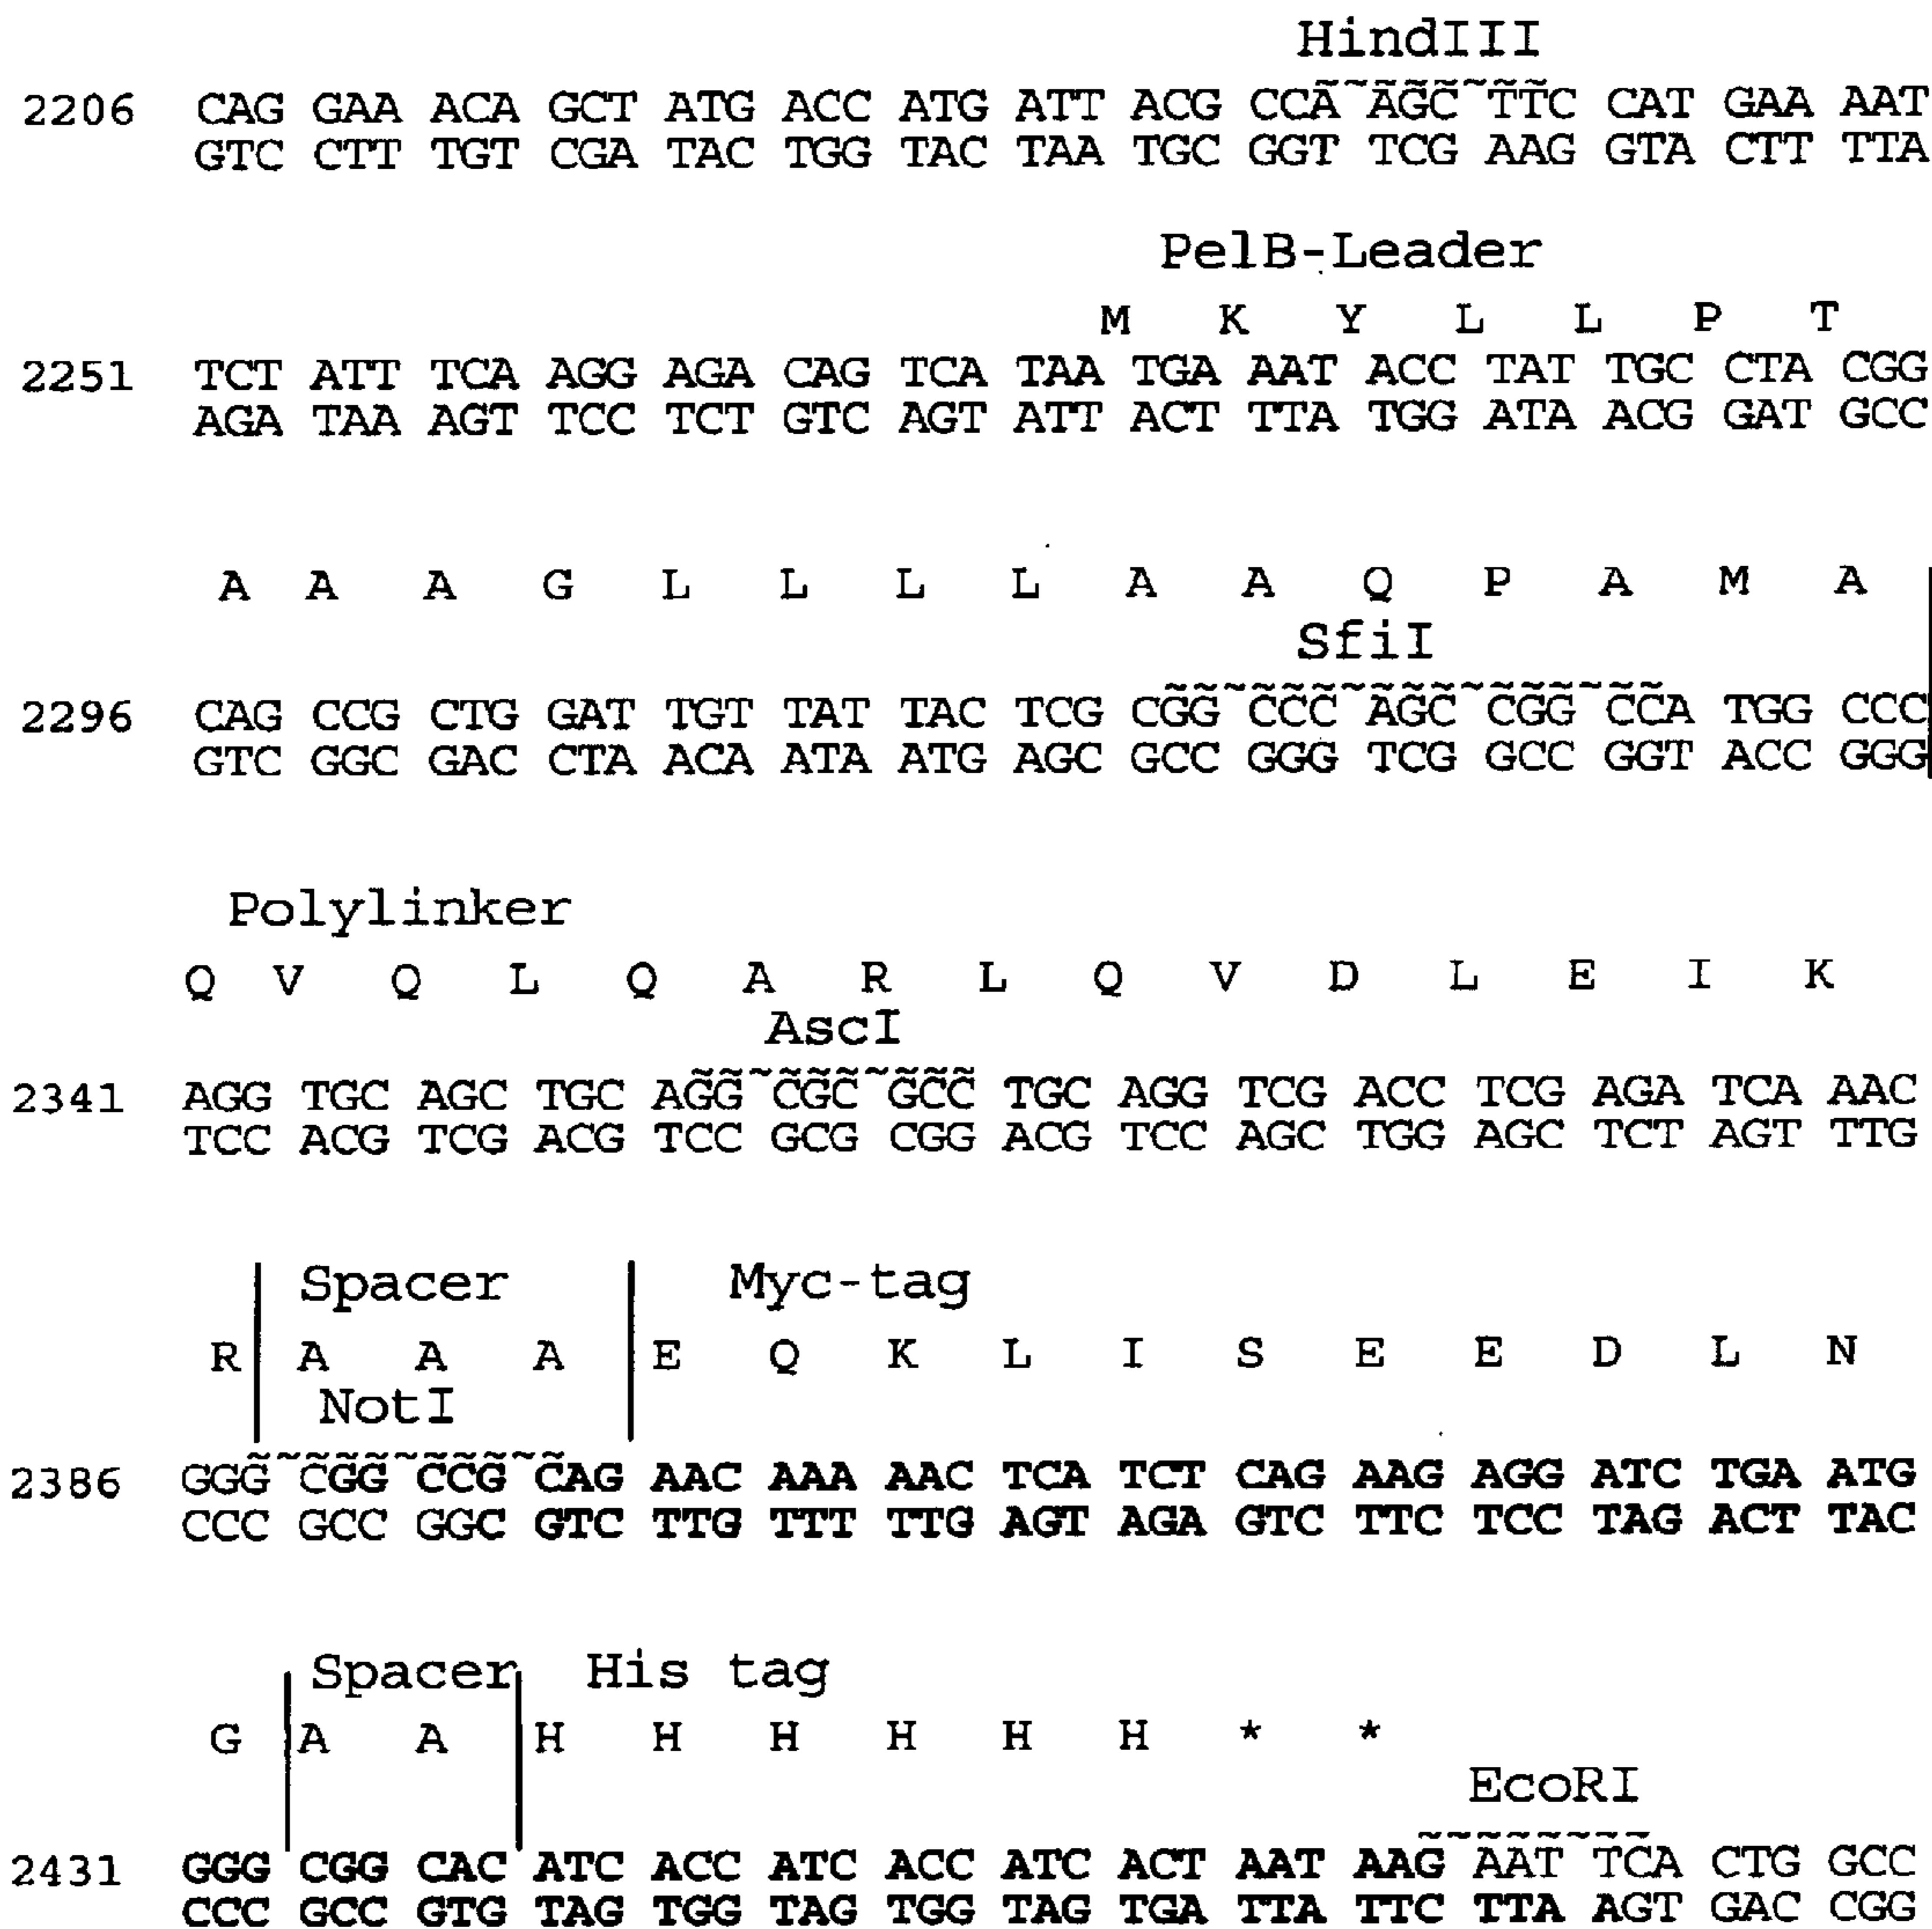 HindIII
2206 CAG GAA ACA GCT ATG ACC ATG ATT ACG CCA AGC TTC CAT GAA AAT
GTC CTT TGT CGA TAC TGG TAC TAA TGC GGT TCG AAG GTA CTT TTA
PelB-Leader
M K Y L L P T
2251 TCT ATT TCA AGG AGA CAG TCA TAA TGA AAT ACC TAT TGC CTA CGG
AGA TAA AGT TCC TCT GTC AGT ATT ACT TTA TGG ATA ACG GAT GCC
A A A G L L L L A A Q P A M A
SfiI
2296 CAG CCG CTG GAT TGT TAT TAC TCG CGG CCC AGC CGG CCA TGG CCC
GTC GGC GAC CTA ACA ATA ATG AGC GCC GGG TCG GCC GGT ACC GGG
Polylinker
Q V Q L Q A R L Q V D L E I K
AscI
2341 AGG TGC AGC TGC AGG CGC GCC TGC AGG TCG ACC TCG AGA TCA AAC
TCC ACG TCG ACG TCC GCG CGG ACG TCC AGC TGG AGC TCT AGT TTG
Spacer Myc-tag
R A A A E Q K L I S E E D L N
NotI
2386 GGG CGG CCG CAG AAC AAA AAC TCA TCT CAG AAG AGG ATC TGA ATG
CCC GCC GGC GTC TTG TTT TTG AGT AGA GTC TTC TCC TAG ACT TAC
Spacer His tag
G A A H H H H H H * *
EcoRI
2431 GGG CGG CAC ATC ACC ATC ACC ATC ACT AAT AAG AAT TCA CTG GCC
CCC GCC GTG TAG TGG TAG TGG TAG TGA TTA TTC TTA AGT GAC CGG